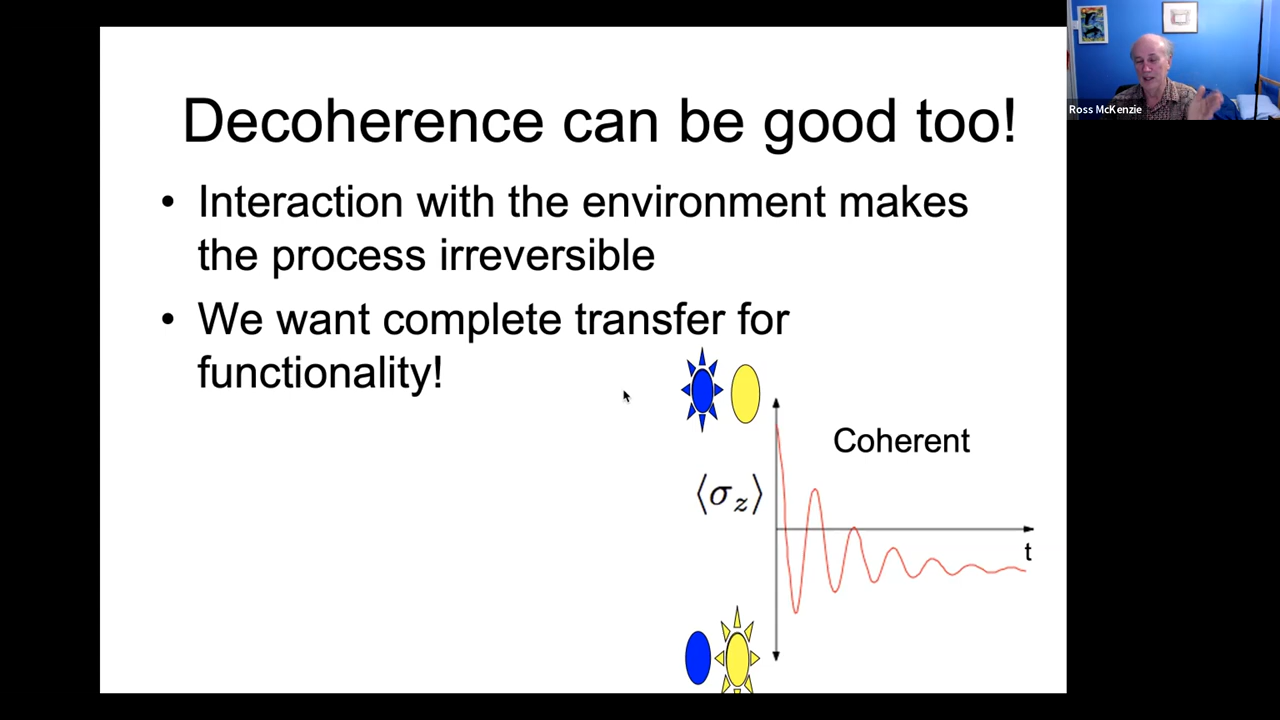 Decoherence can be good too!
• Interaction with the environment makes
the process irreversible
• We want complete transfer for
functionality!
Coherent
⟨σ_z⟩
t
Ross McKenzie